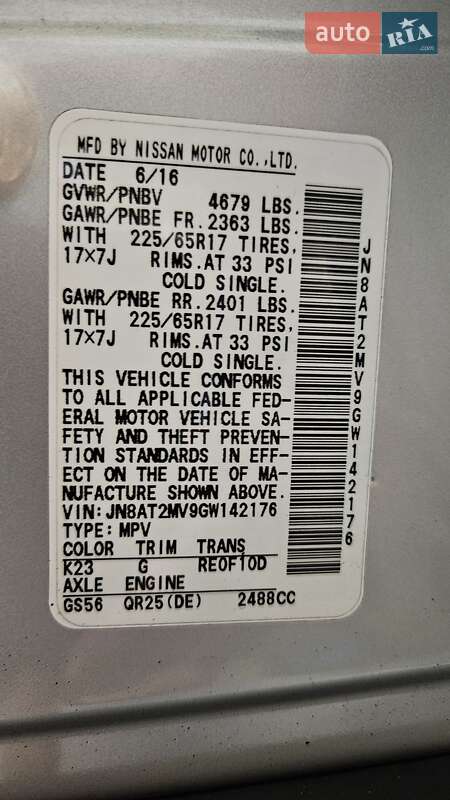 auto RIA .com
MFD BY NISSAN MOTOR CO.,LTD.
DATE 6/16
GVWR/PNBV 4679 LBS.
GAWR/PNBE FR. 2363 LBS.
WITH 225/65R17 TIRES,
17×7J RIMS.AT 33 PSI
COLD SINGLE.
GAWR/PNBE RR. 2401 LBS.
WITH 225/65R17 TIRES,
17×7J RIMS.AT 33 PSI
COLD SINGLE.
THIS VEHICLE CONFORMS
TO ALL APPLICABLE FED-
ERAL MOTOR VEHICLE SA-
FETY AND THEFT PREVEN-
TION STANDARDS IN EFF-
ECT ON THE DATE OF MA-
NUFACTURE SHOWN ABOVE.
VIN:JN8AT2MV9GW142176
TYPE:MPV
COLOR TRIM TRANS
K23 G RE0F10D
AXLE ENGINE
GS56 QR25(DE) 2488CC
JN8AT2MV9GW142176